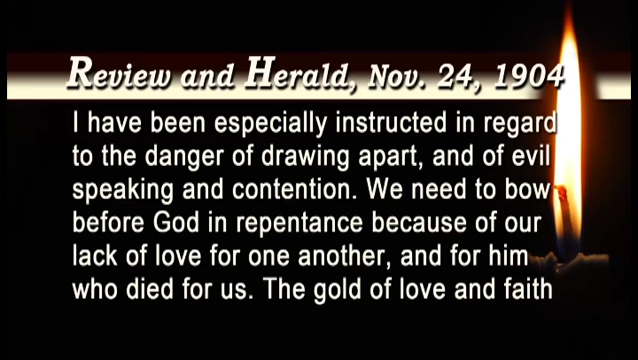 Review and Herald, Nov. 24, 1904
I have been especially instructed in regard
to the danger of drawing apart, and of evil
speaking and contention. We need to bow
before God in repentance because of our
lack of love for one another, and for him
who died for us. The gold of love and faith